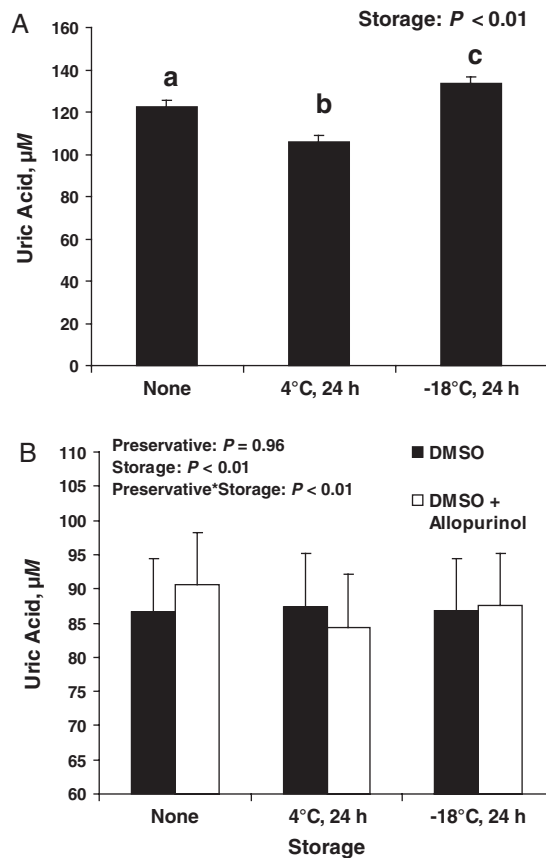 A
Storage: P < 0.01
Uric Acid, µM
160
140
120
100
80
60
40
20
0
a
b
c
None
4°C, 24 h
-18°C, 24 h
B
Preservative: P = 0.96
Storage: P < 0.01
Preservative*Storage: P < 0.01
DMSO
DMSO +
Allopurinol
Uric Acid, µM
110
105
100
95
90
85
80
75
70
65
60
None
4°C, 24 h
-18°C, 24 h
Storage